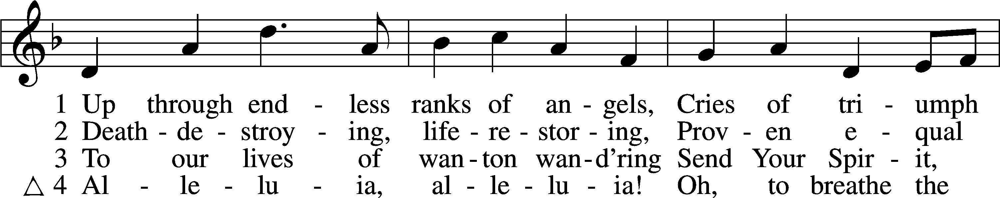 1 Up through end - less ranks of an - gels, Cries of tri - umph
2 Death - de - stroy - ing, life - re - stor - ing, Prov - en e - qual
3 To our lives of wan - ton wan - d’ring Send Your Spir - it,
△ 4 Al - le - lu - ia, al - le - lu - ia! Oh, to breathe the